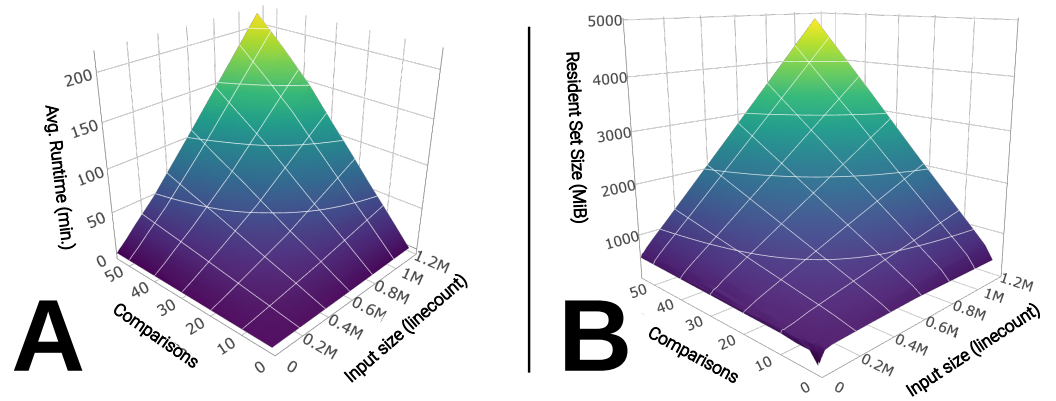 200
150
100
50
0
Avg. Runtime (min.)
50
40
30
20
10
0
Comparisons
0
0.2M
0.4M
0.6M
0.8M
1M
1.2M
Input size (linecount)
A
5000
4000
3000
2000
1000
Resident Set Size (MiB)
50
40
30
20
10
0
Comparisons
0
0.2M
0.4M
0.6M
0.8M
1M
1.2M
Input size (linecount)
B